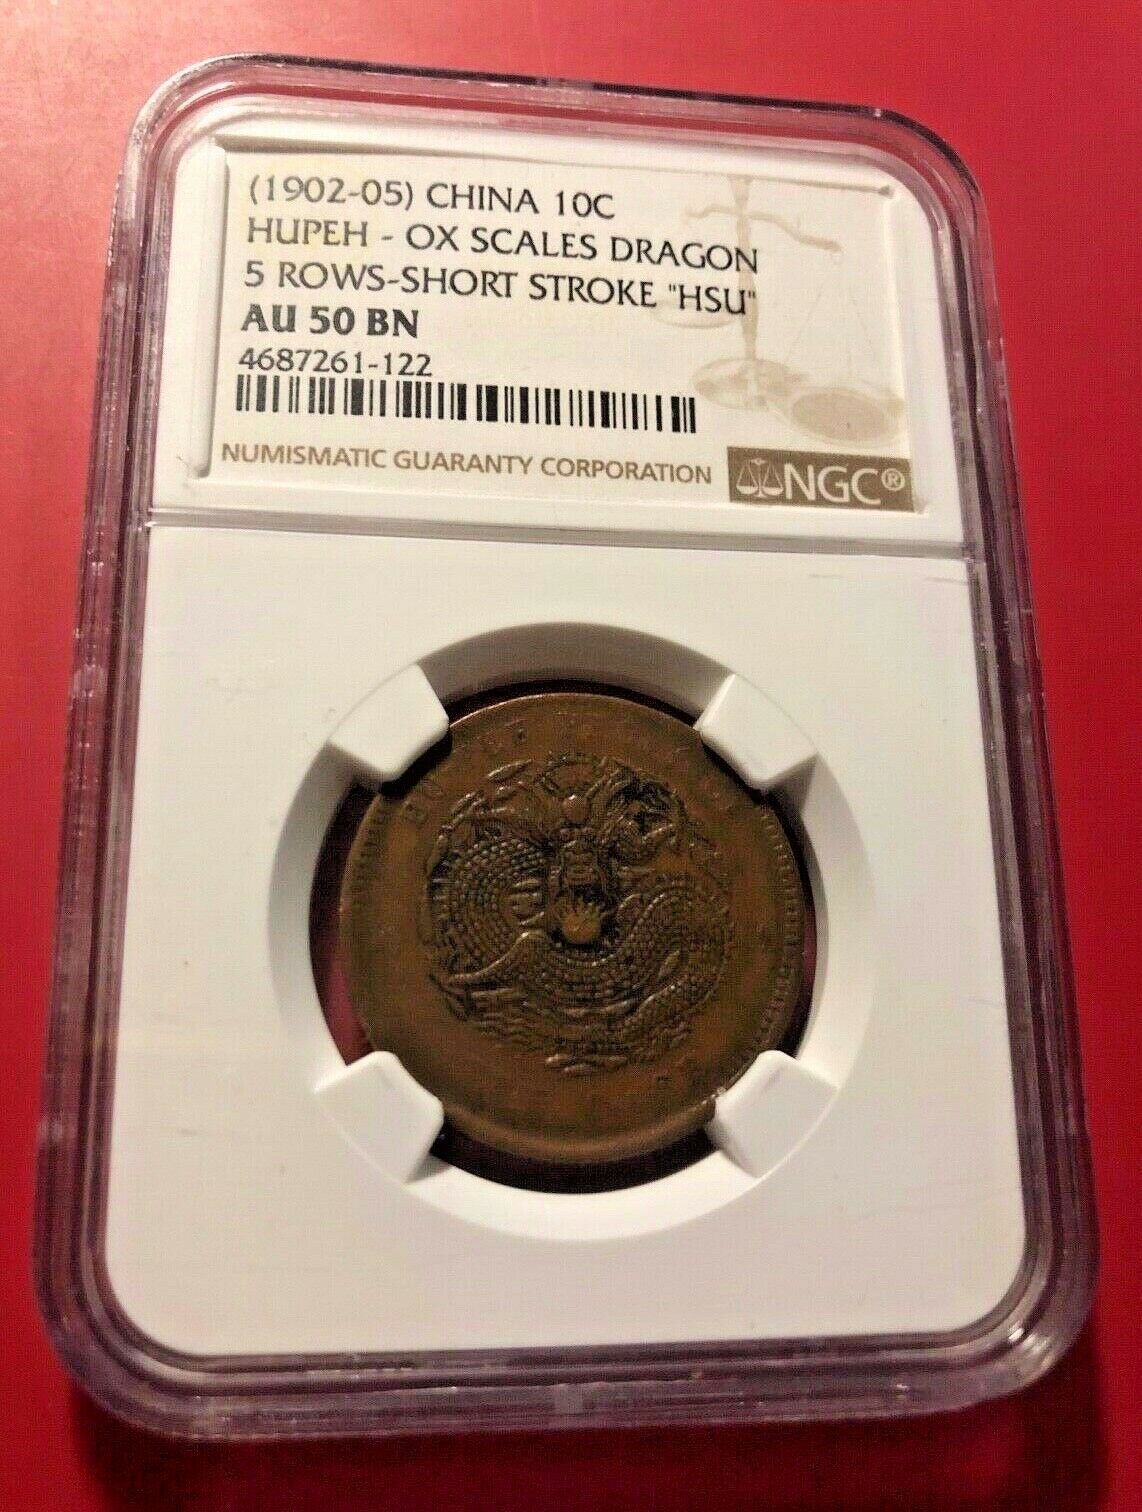 (1902-05) CHINA 10C
HUPEH - OX SCALES DRAGON
5 ROWS-SHORT STROKE "HSU"
AU 50 BN
4687261-122
NUMISMATIC GUARANTY CORPORATION
NGC®